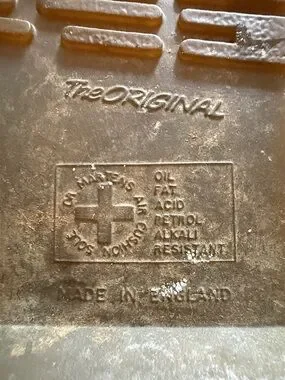 The ORIGINAL
DR MARTENS AIR CUSHION SOLE
OIL
FAT
ACID
PETROL
ALKALI
RESISTANT
MADE IN ENGLAND